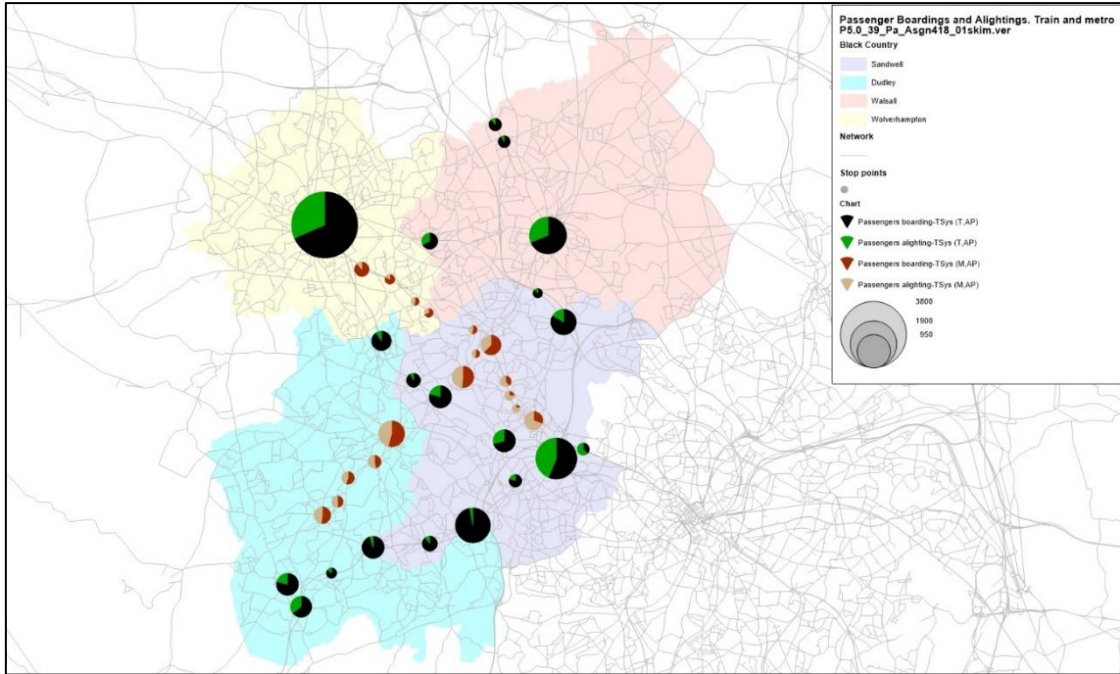 Passenger Boardings and Alightings. Train and metro
P5.0_39_Pa_Asgn418_01skim.ver
Black Country
Sandwell
Dudley
Walsall
Wolverhampton
Network
Stop points
Chart
Passengers boarding-TSys (T,AP)
Passengers alighting-TSys (T,AP)
Passengers boarding-TSys (M,AP)
Passengers alighting-TSys (M,AP)
3800
1900
950